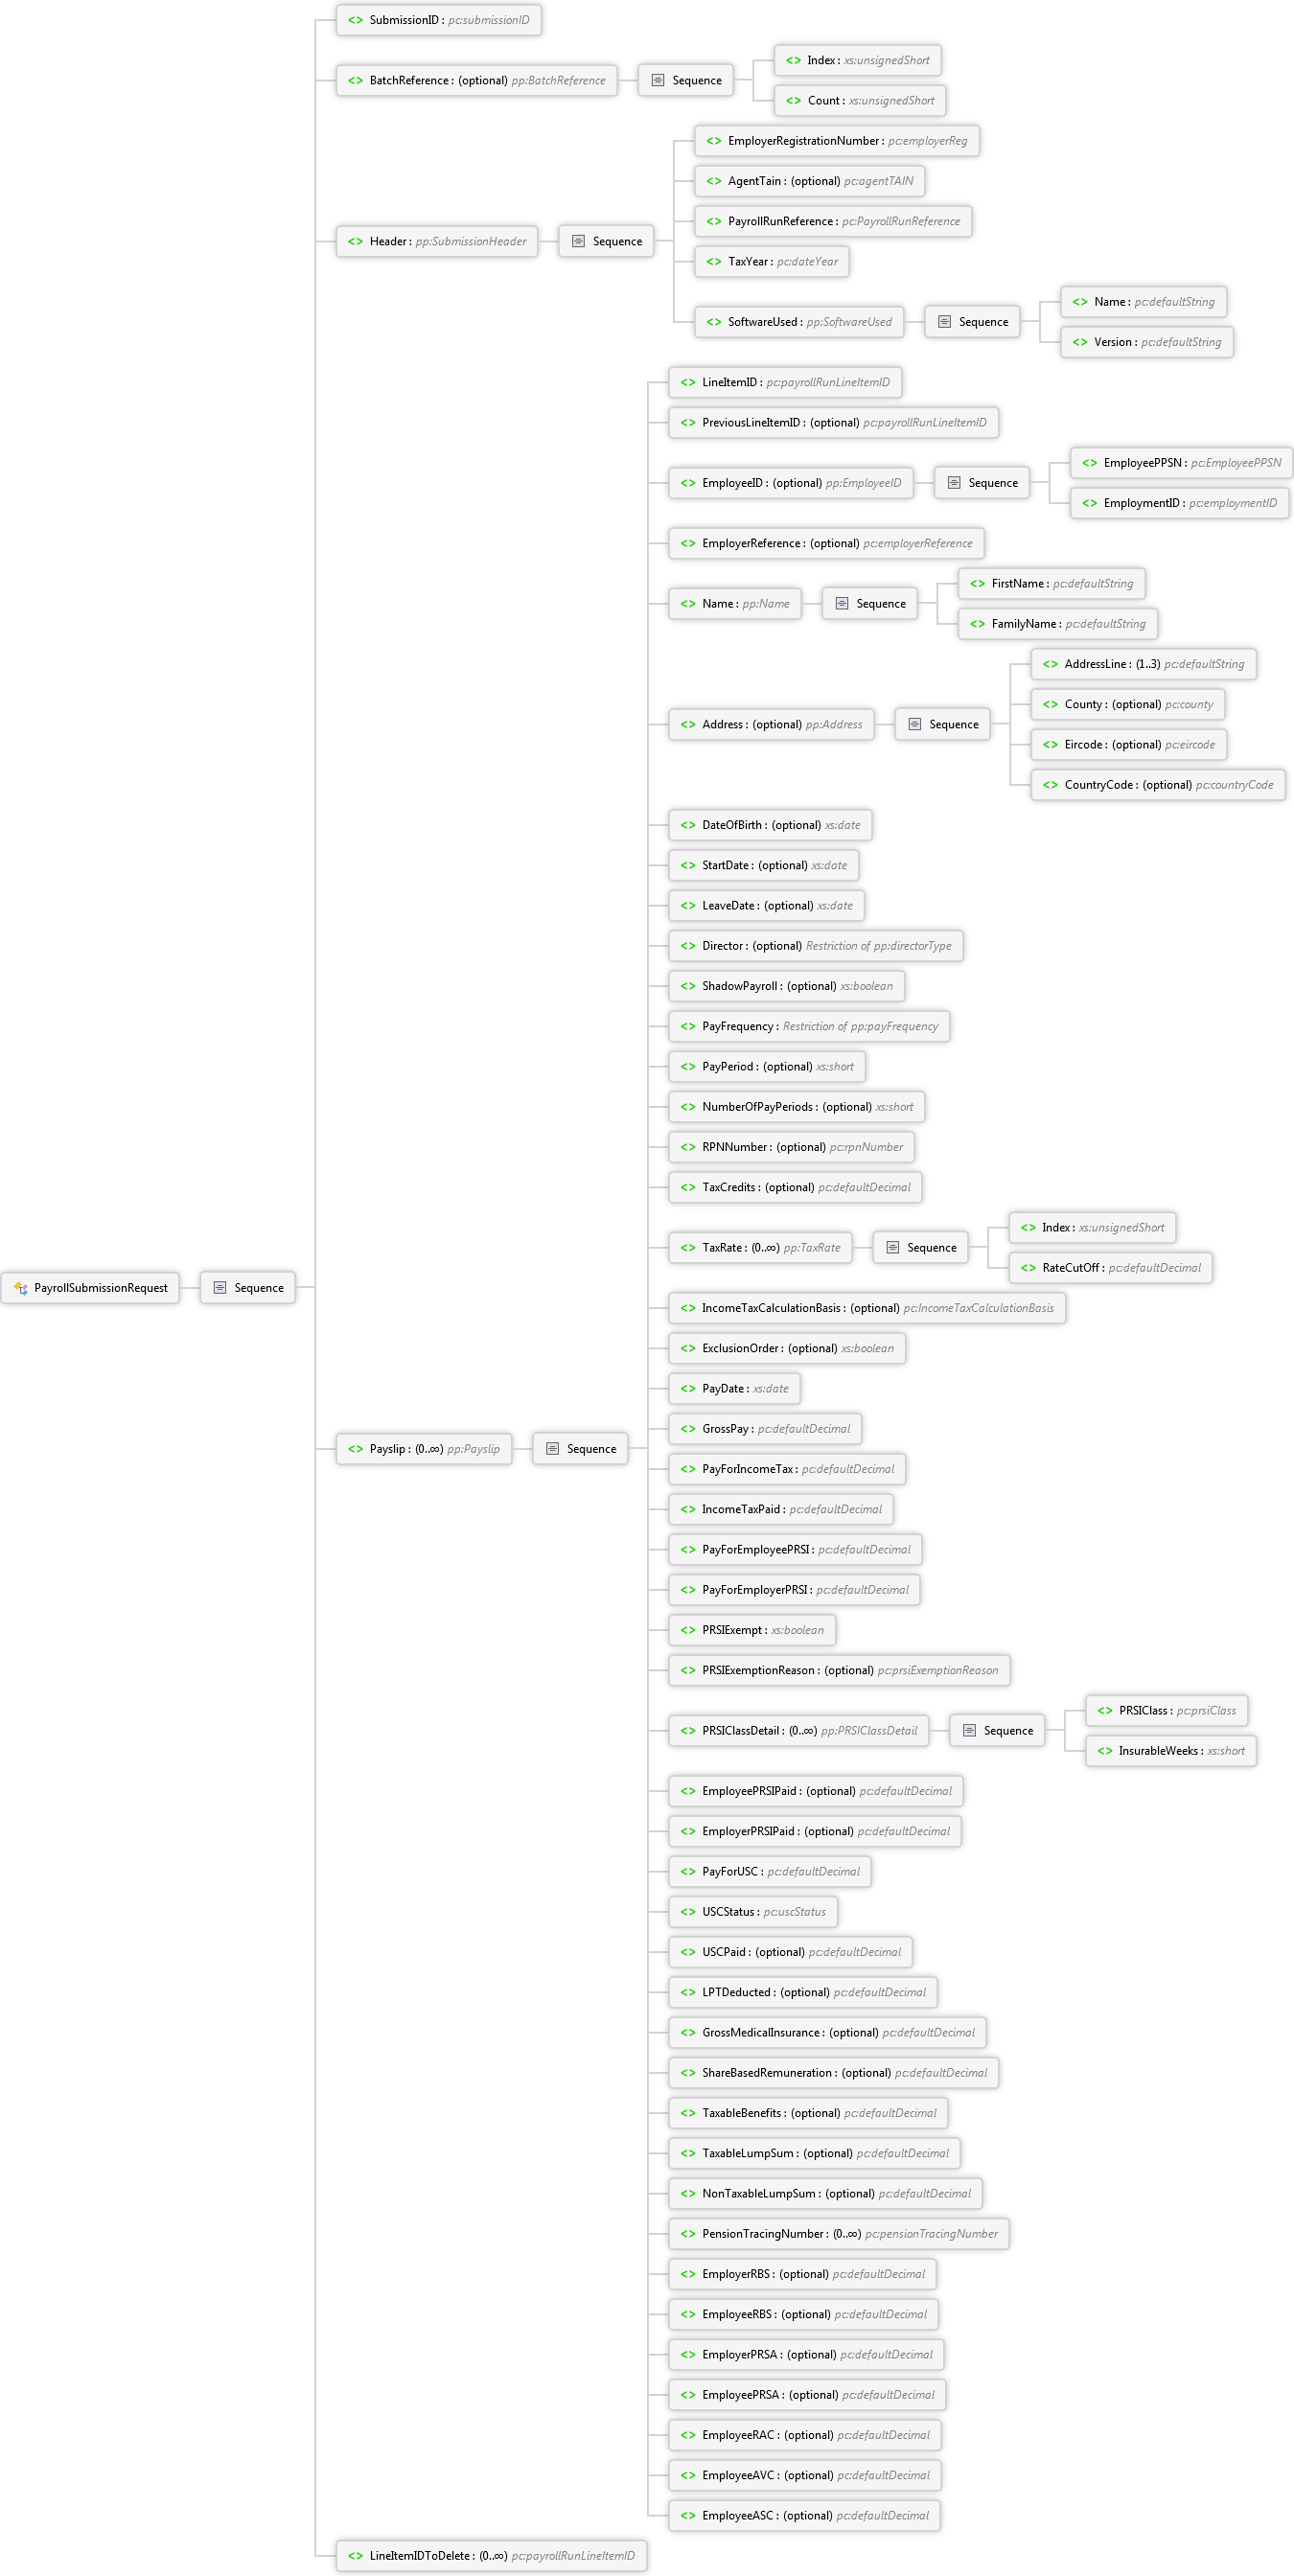 SubmissionID : pc:submissionID
BatchReference : (optional) pp:BatchReference
Sequence
Index : xs:unsignedShort
Count : xs:unsignedShort
Header : pp:SubmissionHeader
Sequence
EmployerRegistrationNumber : pc:employerReg
AgentTain : (optional) pc:agentTAIN
PayrollRunReference : pc:PayrollRunReference
TaxYear : pc:dateYear
SoftwareUsed : pp:SoftwareUsed
Sequence
Name : pc:defaultString
Version : pc:defaultString
PayrollSubmissionRequest
Sequence
Payslip : (0..∞) pp:Payslip
Sequence
LineItemID : pc:payrollRunLineItemID
PreviousLineItemID : (optional) pc:payrollRunLineItemID
EmployeeID : (optional) pp:EmployeeID
Sequence
EmployeePPSN : pc:EmployeePPSN
EmploymentID : pc:employmentID
EmployerReference : (optional) pc:employerReference
Name : pp:Name
Sequence
FirstName : pc:defaultString
FamilyName : pc:defaultString
Address : (optional) pp:Address
Sequence
AddressLine : (1..3) pc:defaultString
County : (optional) pc:county
Eircode : (optional) pc:eircode
CountryCode : (optional) pc:countryCode
DateOfBirth : (optional) xs:date
StartDate : (optional) xs:date
LeaveDate : (optional) xs:date
Director : (optional) Restriction of pp:directorType
ShadowPayroll : (optional) xs:boolean
PayFrequency : Restriction of pp:payFrequency
PayPeriod : (optional) xs:short
NumberOfPayPeriods : (optional) xs:short
RPNNumber : (optional) pc:rpnNumber
TaxCredits : (optional) pc:defaultDecimal
TaxRate : (0..∞) pp:TaxRate
Sequence
Index : xs:unsignedShort
RateCutOff : pc:defaultDecimal
IncomeTaxCalculationBasis : (optional) pc:IncomeTaxCalculationBasis
ExclusionOrder : (optional) xs:boolean
PayDate : xs:date
GrossPay : pc:defaultDecimal
PayForIncomeTax : pc:defaultDecimal
IncomeTaxPaid : pc:defaultDecimal
PayForEmployeePRSI : pc:defaultDecimal
PayForEmployerPRSI : pc:defaultDecimal
PRSIExempt : xs:boolean
PRSIExemptionReason : (optional) pc:prsiExemptionReason
PRSIClassDetail : (0..∞) pp:PRSIClassDetail
Sequence
PRSIClass : pc:prsiClass
InsurableWeeks : xs:short
EmployeePRSIPaid : (optional) pc:defaultDecimal
EmployerPRSIPaid : (optional) pc:defaultDecimal
PayForUSC : pc:defaultDecimal
USCStatus : pc:uscStatus
USCPaid : (optional) pc:defaultDecimal
LPTDeducted : (optional) pc:defaultDecimal
GrossMedicalInsurance : (optional) pc:defaultDecimal
ShareBasedRemuneration : (optional) pc:defaultDecimal
TaxableBenefits : (optional) pc:defaultDecimal
TaxableLumpSum : (optional) pc:defaultDecimal
NonTaxableLumpSum : (optional) pc:defaultDecimal
PensionTracingNumber : (0..∞) pc:pensionTracingNumber
EmployerRBS : (optional) pc:defaultDecimal
EmployeeRBS : (optional) pc:defaultDecimal
EmployerPRSA : (optional) pc:defaultDecimal
EmployeePRSA : (optional) pc:defaultDecimal
EmployeeRAC : (optional) pc:defaultDecimal
EmployeeAVC : (optional) pc:defaultDecimal
EmployeeASC : (optional) pc:defaultDecimal
LineItemIDToDelete : (0..∞) pc:payrollRunLineItemID